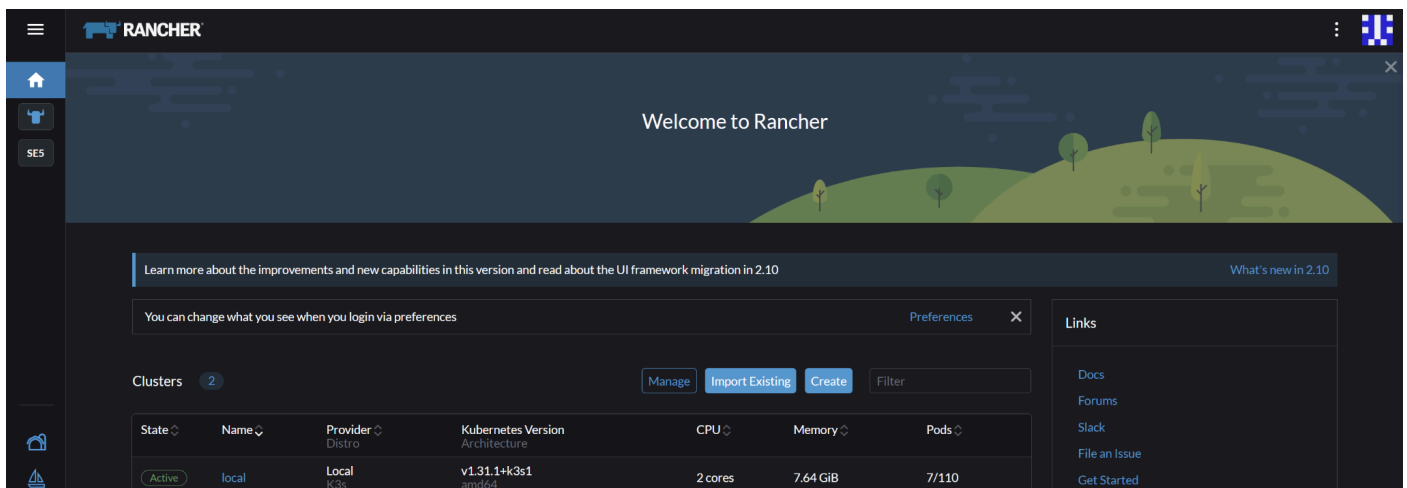 RANCHER
Welcome to Rancher
SE5
Learn more about the improvements and new capabilities in this version and read about the UI framework migration in 2.10 What's new in 2.10
You can change what you see when you login via preferences Preferences
Links
Clusters 2 Manage Import Existing Create Filter
Docs
Forums
Slack
File an Issue
Get Started
State Name Provider Kubernetes Version CPU Memory Pods
Distro Architecture
Active local Local v1.31.1+k3s1 2 cores 7.64 GiB 7/110
K3s amd64